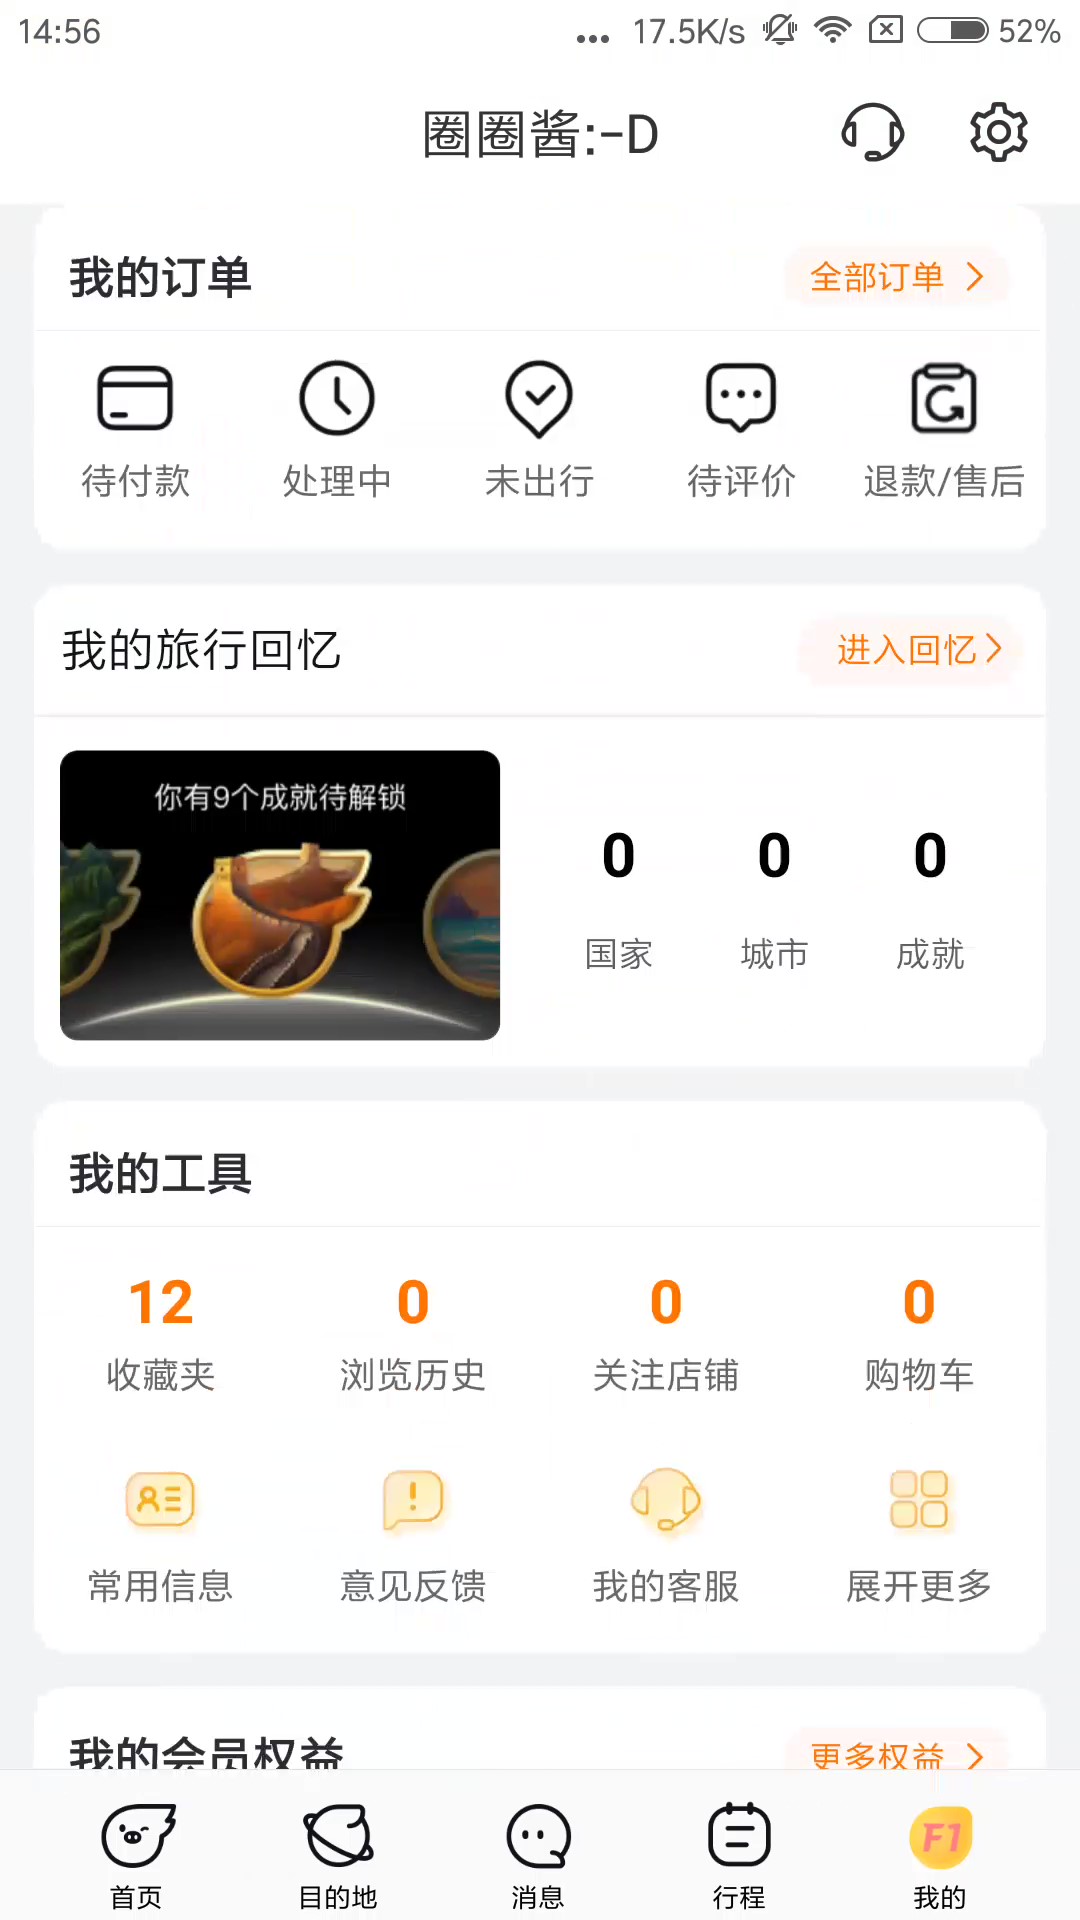 14:56
... 17.5K/s 52%
圈圈酱:-D
我的订单
全部订单
待付款 处理中 未出行 待评价 退款/售后
我的旅行回忆
进入回忆
你有9个成就待解锁
0 0 0
国家 城市 成就
我的工具
12 0 0 0
收藏夹 浏览历史 关注店铺 购物车
常用信息 意见反馈 我的客服 展开更多
我的会员权益
更多权益
F1
首页 目的地 消息 行程 我的